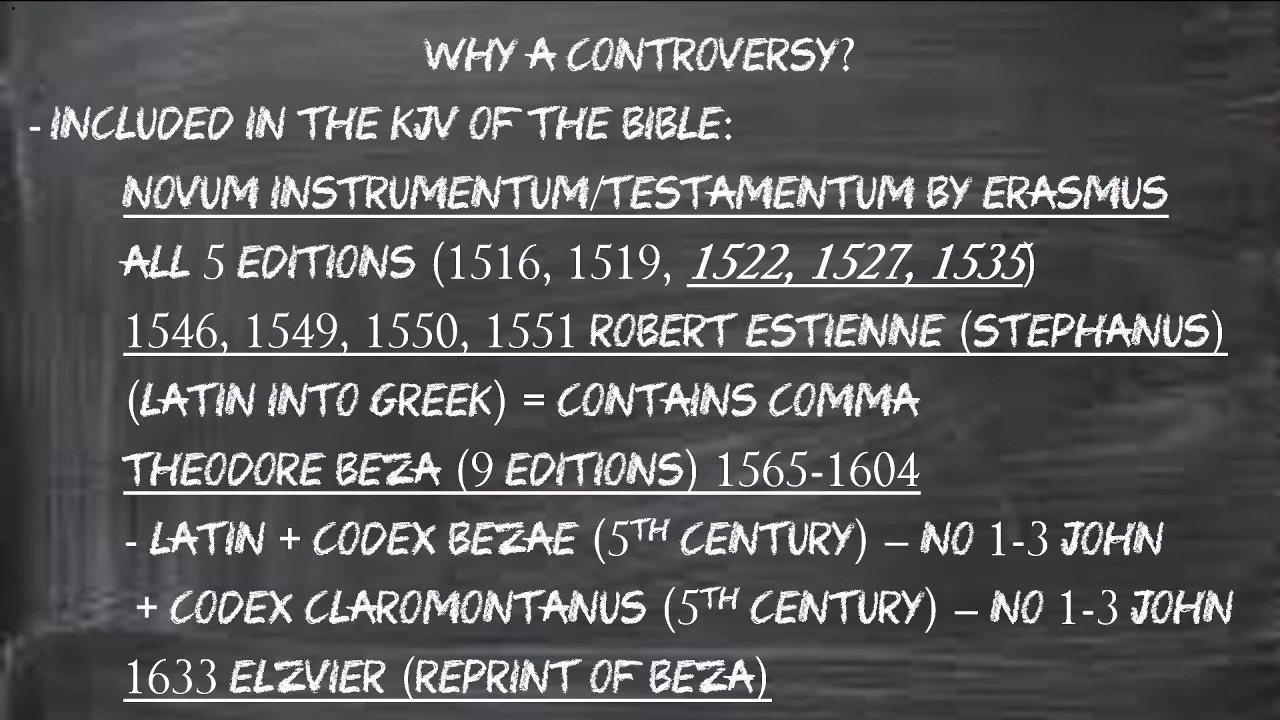 WHY A CONTROVERSY?
- INCLUDED IN THE KJV OF THE BIBLE:
NOVUM INSTRUMENTUM/TESTAMENTUM BY ERASMUS
ALL 5 EDITIONS (1516, 1519, 1522, 1527, 1535)
1546, 1549, 1550, 1551 ROBERT ESTIENNE (STEPHANUS)
(LATIN INTO GREEK) = CONTAINS COMMA
THEODORE BEZA (9 EDITIONS) 1565-1604
- LATIN + CODEX BEZAE (5TH CENTURY) – NO 1-3 JOHN
+ CODEX CLAROMONTANUS (5TH CENTURY) – NO 1-3 JOHN
1633 ELZVIER (REPRINT OF BEZA)